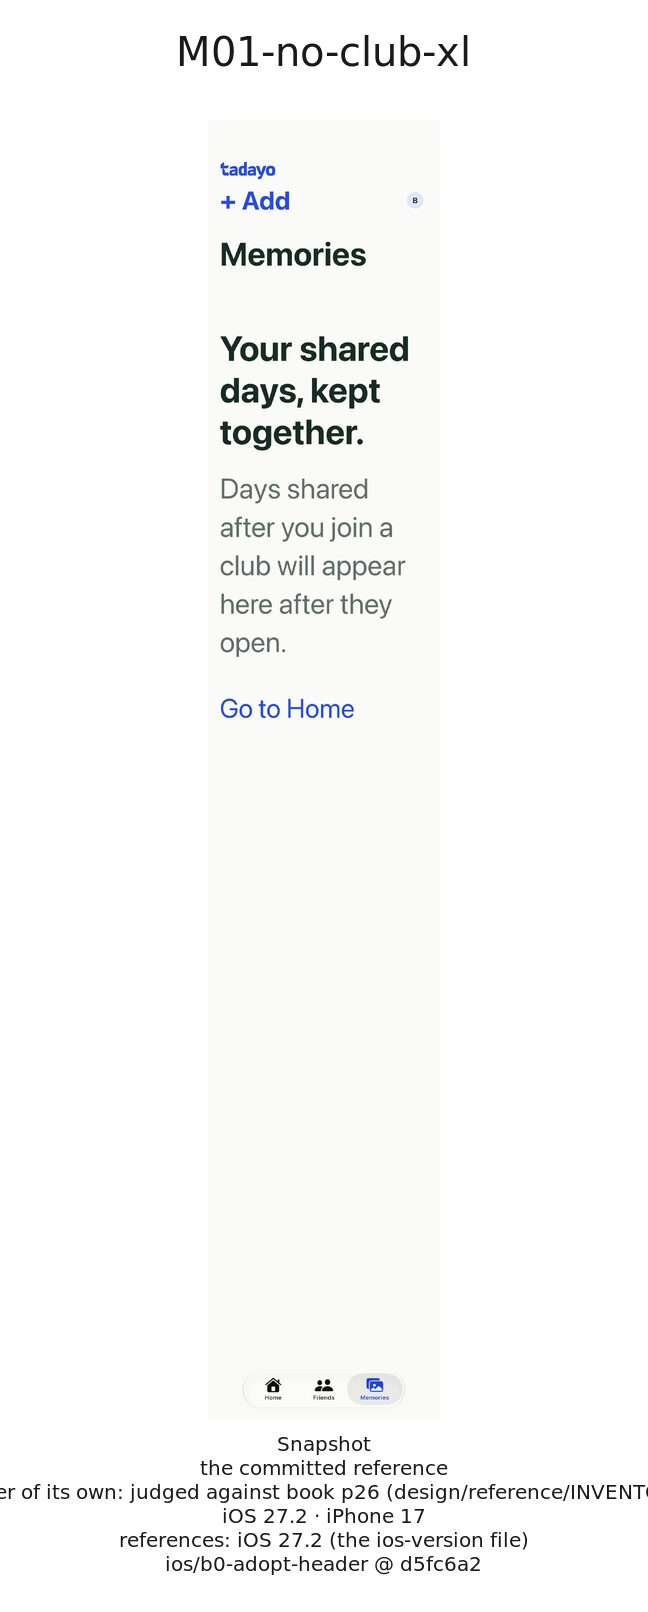 M01-no-club-xl
tadayo
+ Add
B
Memories
Your shared
days, kept
together.
Days shared
after you join a
club will appear
here after they
open.
Go to Home
Home
Friends
Memories
Snapshot
the committed reference
er of its own: judged against book p26 (design/reference/INVENT
iOS 27.2 · iPhone 17
references: iOS 27.2 (the ios-version file)
ios/b0-adopt-header @ d5fc6a2